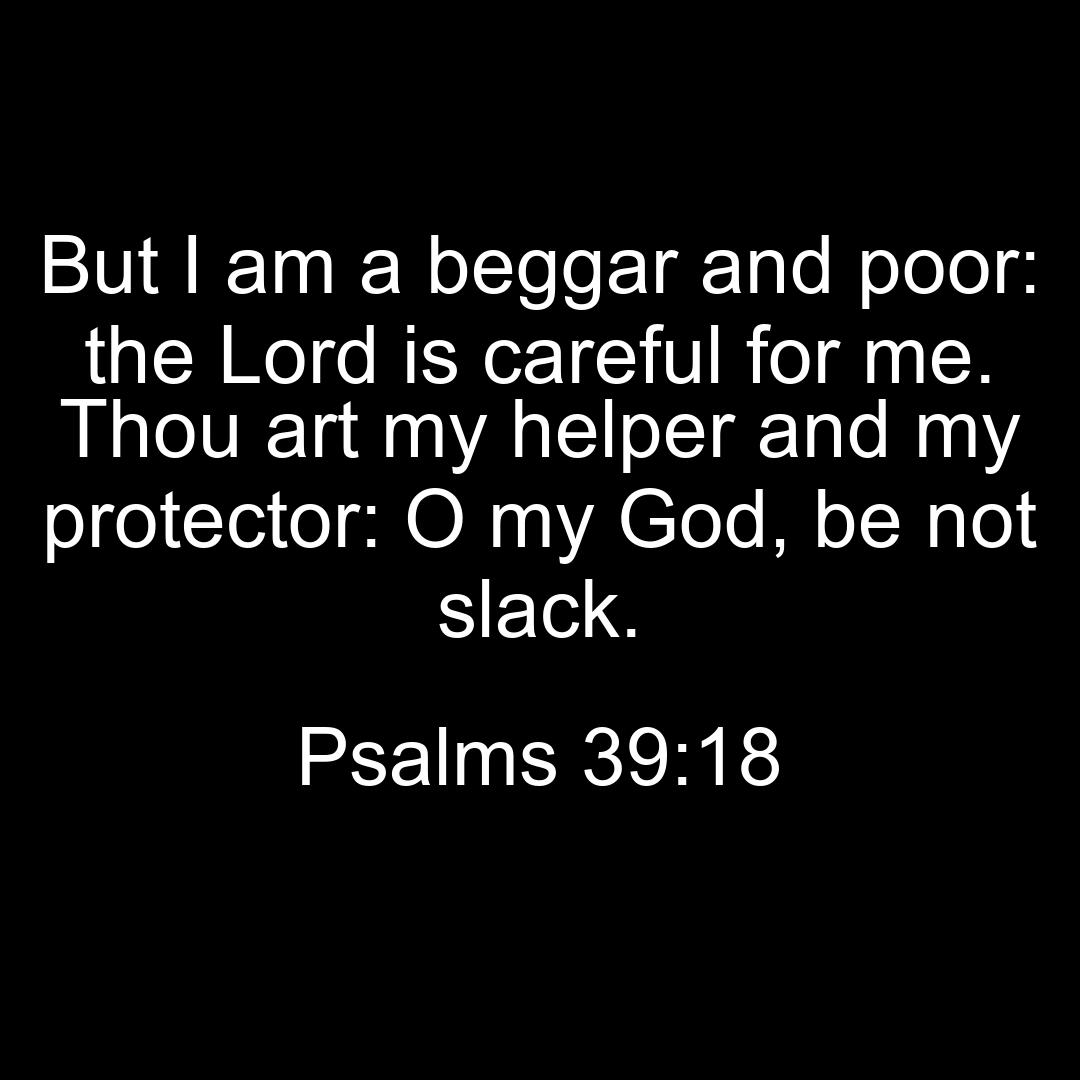 But I am a beggar and poor:
the Lord is careful for me.
Thou art my helper and my
protector: O my God, be not
slack.
Psalms 39:18